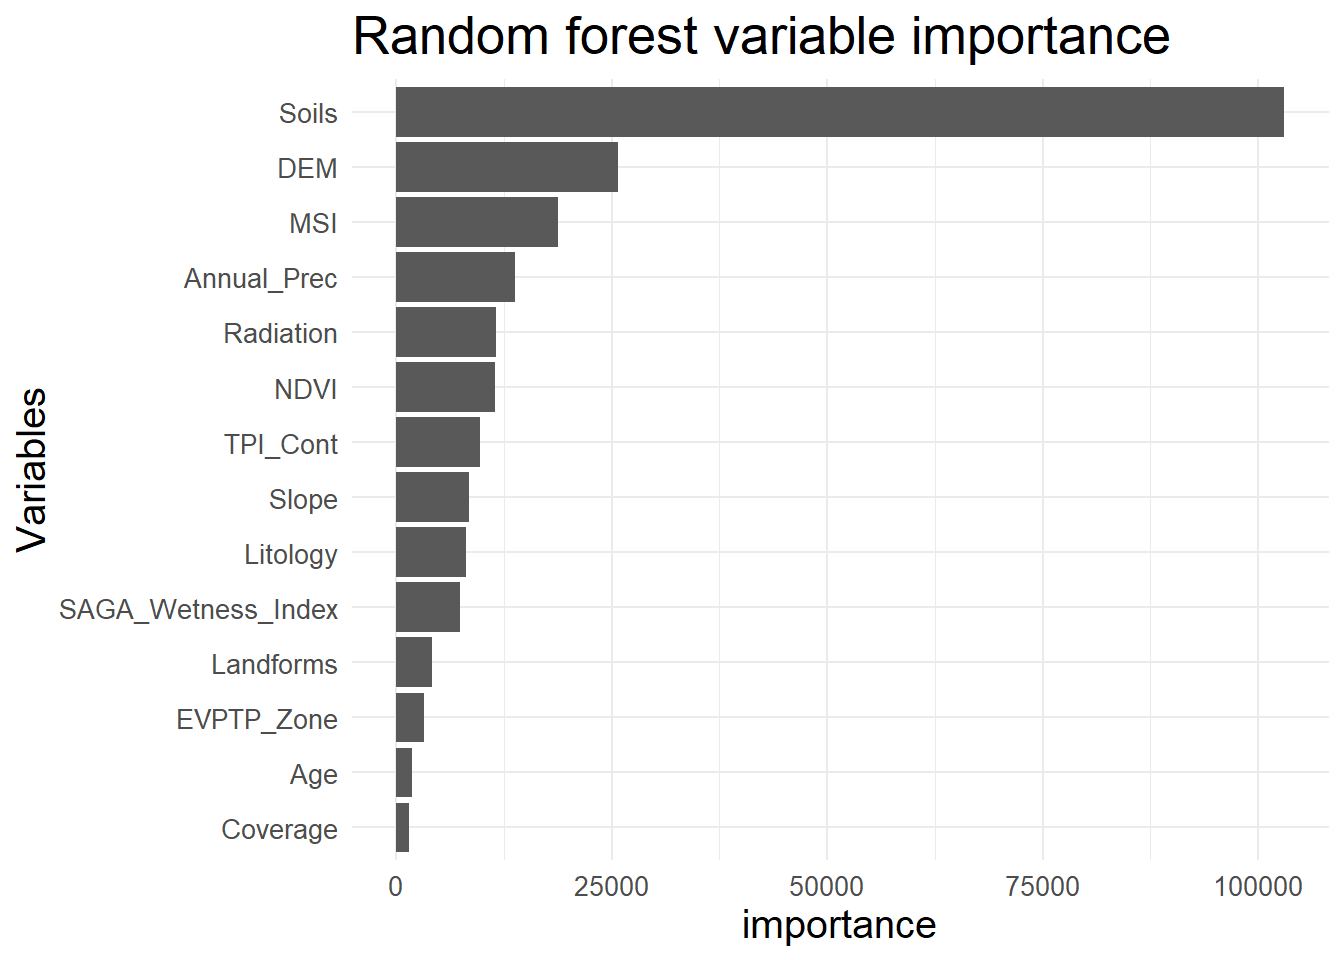 Random forest variable importance
Variables
Soils
DEM
MSI
Annual_Prec
Radiation
NDVI
TPI_Cont
Slope
Litology
SAGA_Wetness_Index
Landforms
EVPTP_Zone
Age
Coverage
0 25000 50000 75000 100000
importance